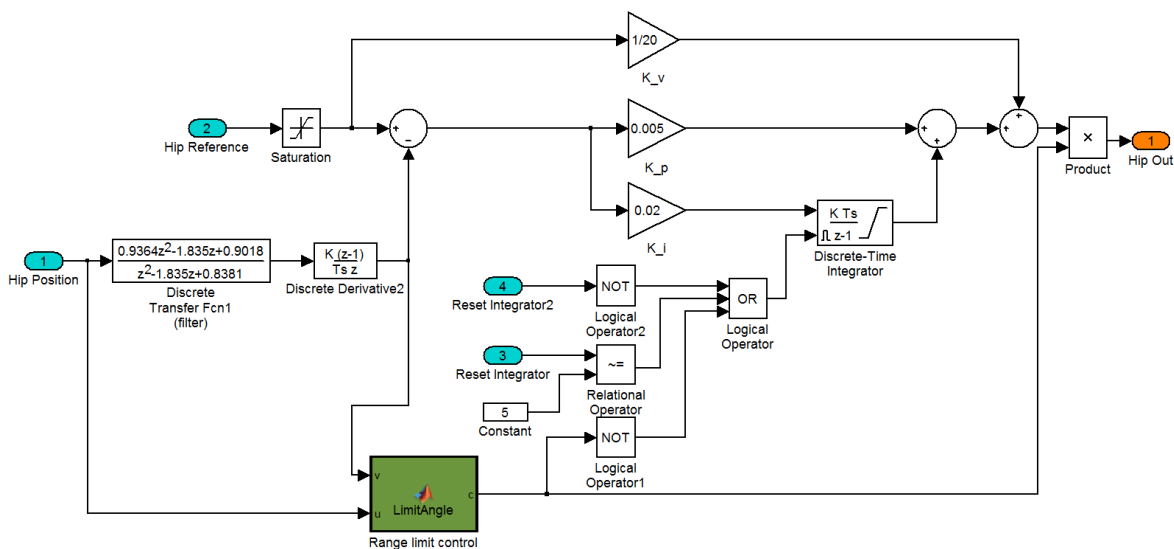 1/20
K_v
2
Hip Reference
Saturation
+
−
0.005
K_p
+
+
+
+
×
Product
1
Hip Out
0.02
K_i
K Ts
z-1
Discrete-Time
Integrator
1
Hip Position
0.9364z²-1.835z+0.9018
z²-1.835z+0.8381
Discrete
Transfer Fcn1
(filter)
K (z-1)
Ts z
Discrete Derivative2
4
Reset Integrator2
NOT
Logical
Operator2
OR
Logical
Operator
3
Reset Integrator
~=
Relational
Operator
5
Constant
NOT
Logical
Operator1
v
u
LimitAngle
c
Range limit control